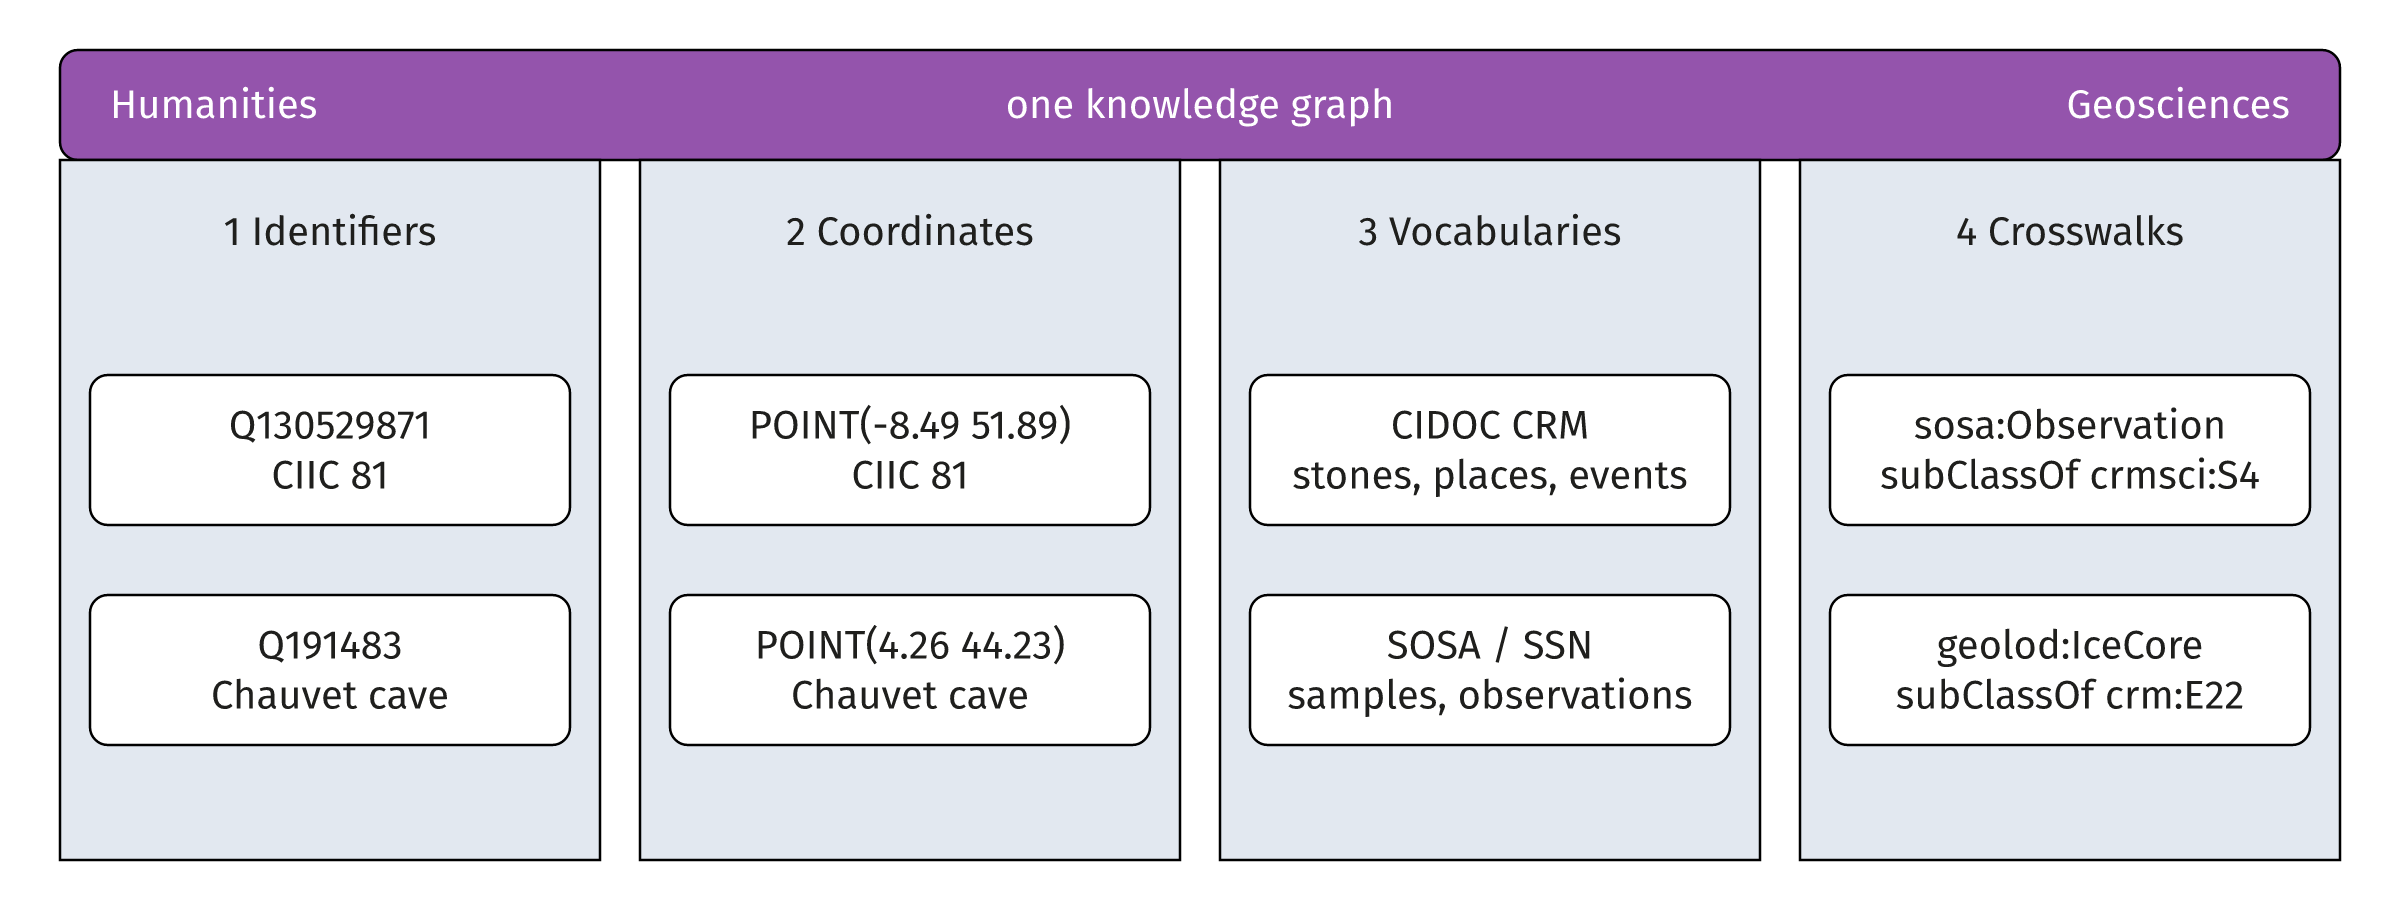 Humanities
one knowledge graph
Geosciences
1 Identifiers
Q130529871
CIIC 81
Q191483
Chauvet cave
2 Coordinates
POINT(-8.49 51.89)
CIIC 81
POINT(4.26 44.23)
Chauvet cave
3 Vocabularies
CIDOC CRM
stones, places, events
SOSA / SSN
samples, observations
4 Crosswalks
sosa:Observation
subClassOf crmsci:S4
geolod:IceCore
subClassOf crm:E22